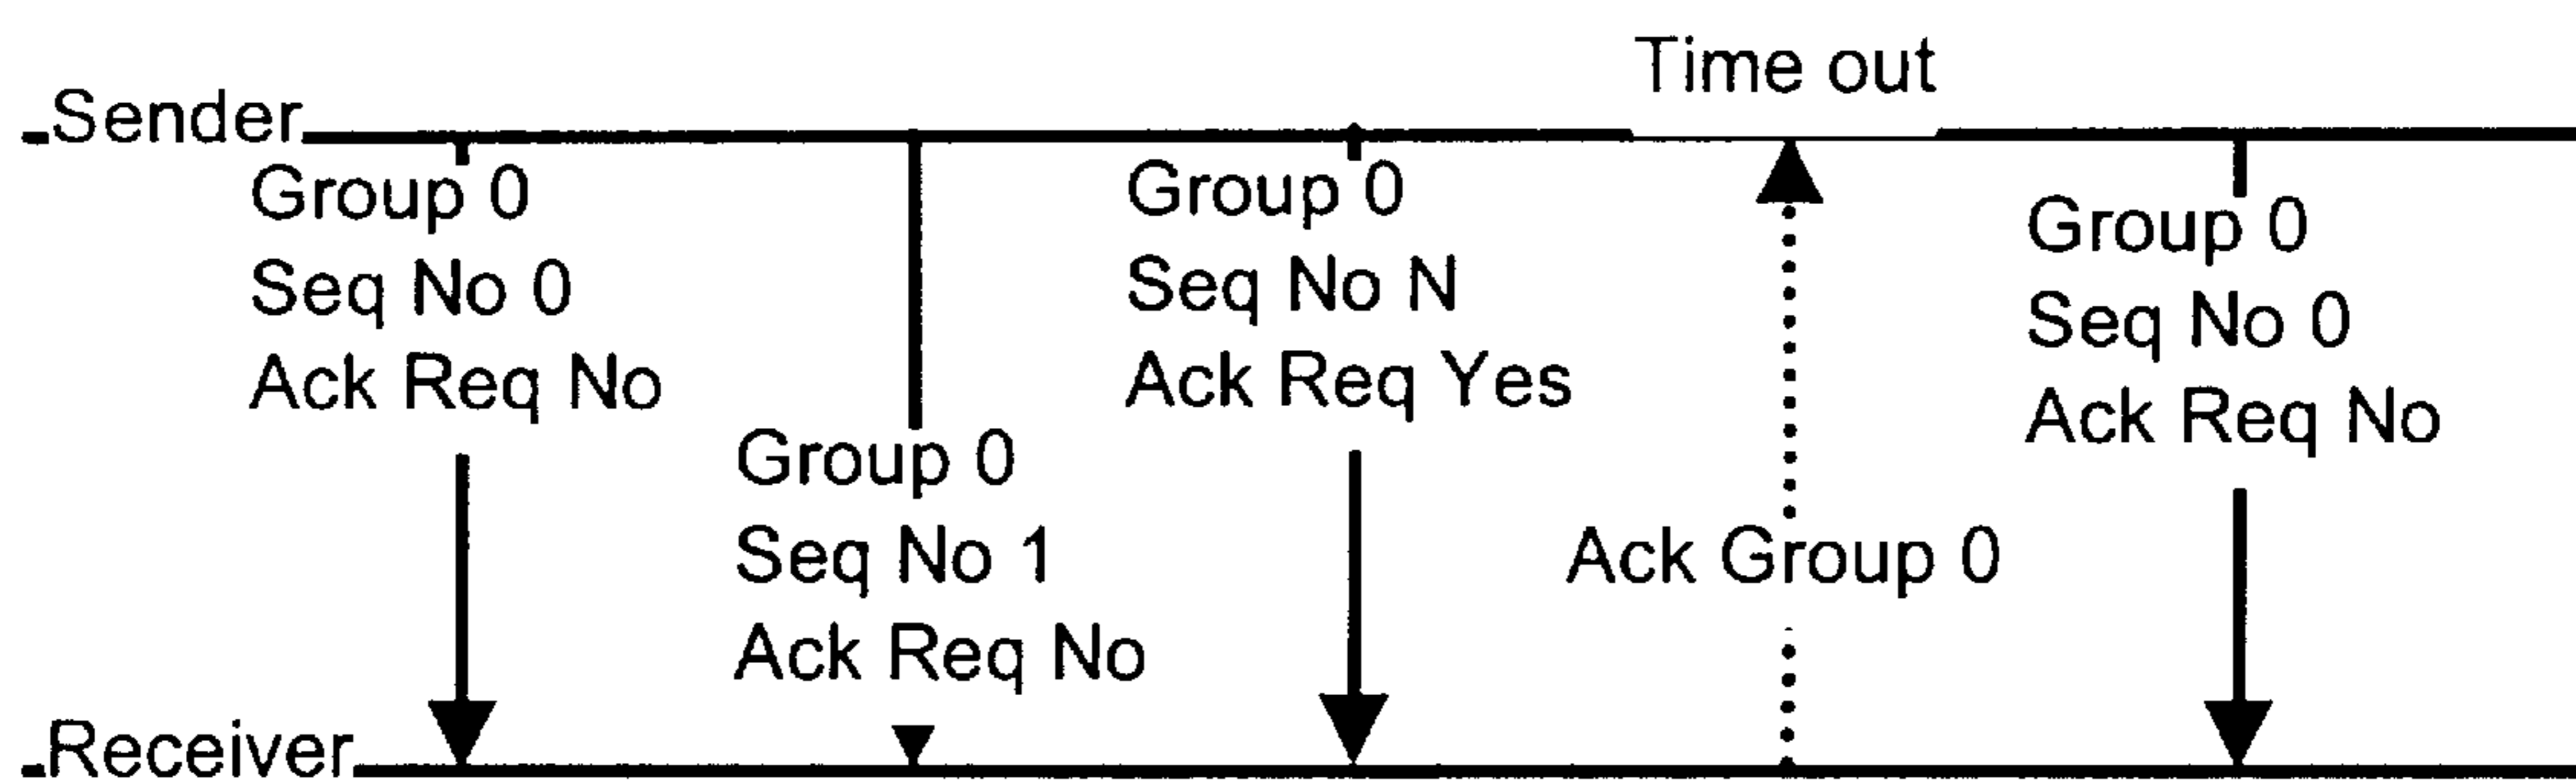 Time out
Sender
Group 0
Seq No 0
Ack Req No
Group 0
Seq No 1
Ack Req No
Group 0
Seq No N
Ack Req Yes
Ack Group 0
Group 0
Seq No 0
Ack Req No
Receiver